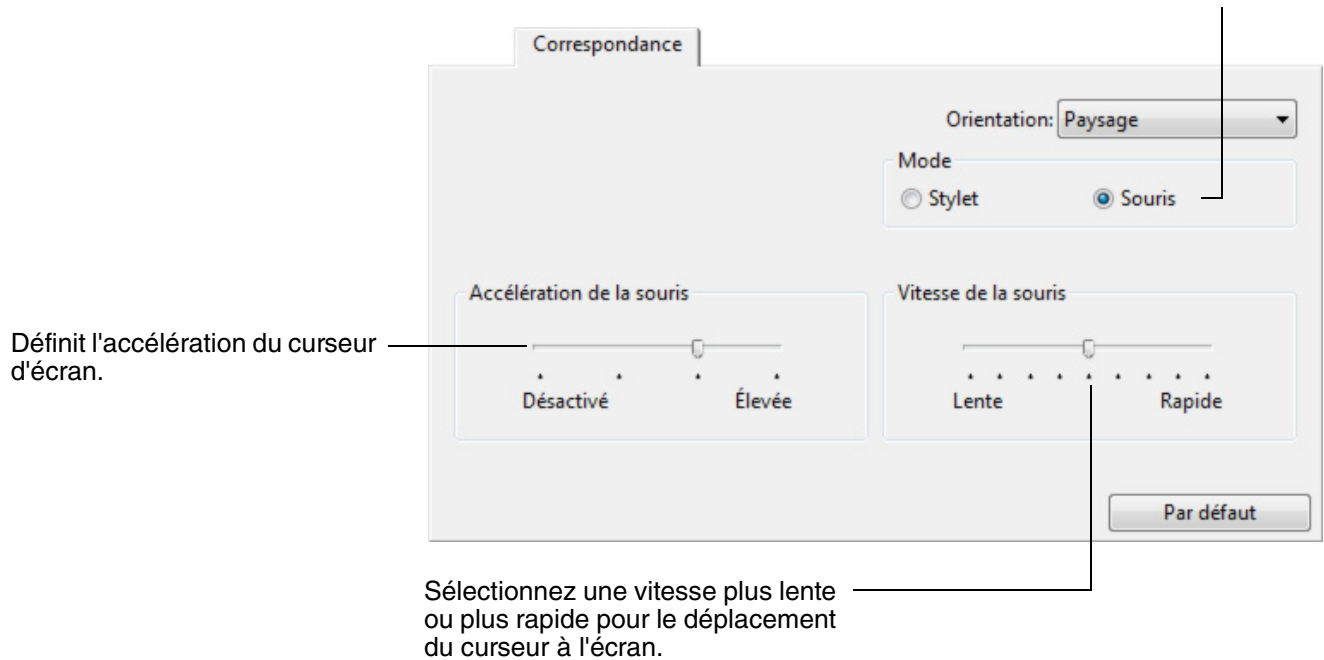 Correspondance
Orientation: Paysage
Mode
Stylet Souris
Accélération de la souris Vitesse de la souris
Définit l'accélération du curseur
d'écran.
Désactivé Élevée Lente Rapide
Par défaut
Sélectionnez une vitesse plus lente
ou plus rapide pour le déplacement
du curseur à l'écran.